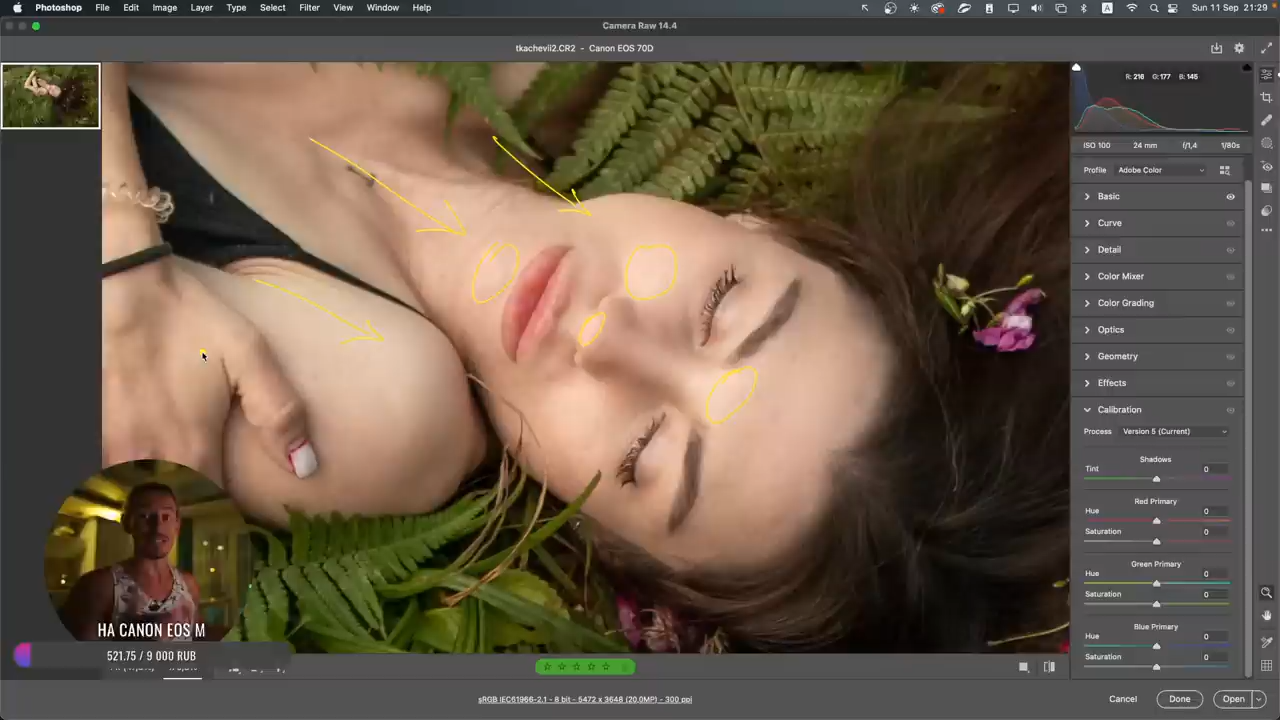 Photoshop File Edit Image Layer Type Select Filter View Window Help A Sun 11 Sep 21:29
Camera Raw 14.4
tkachevii2.CR2 - Canon EOS 70D
R: 216 G: 177 B: 145
ISO 100 24 mm f/1,4 1/80s
Profile Adobe Color
Basic
Curve
Detail
Color Mixer
Color Grading
Optics
Geometry
Effects
Calibration
Process Version 5 (Current)
Shadows
Tint 0
Red Primary
Hue 0
Saturation 0
Green Primary
Hue 0
Saturation 0
Blue Primary
Hue 0
Saturation 0
НА CANON EOS M
521.75 / 9 000 RUB
sRGB IEC61966-2.1 - 8 bit - 5472 x 3648 (20,0MP) - 300 ppi
Cancel Done Open